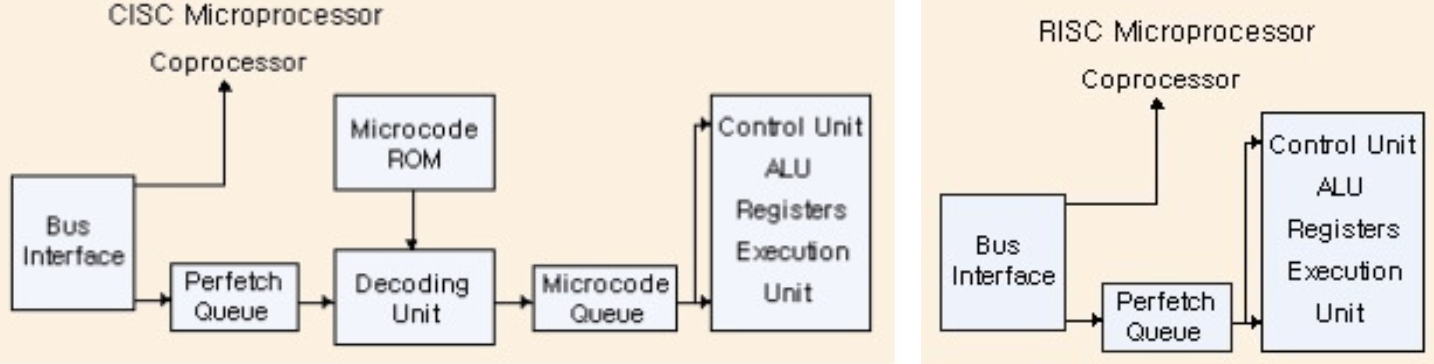 CISC Microprocessor
Coprocessor
Microcode
ROM
Bus
Interface
Perfetch
Queue
Decoding
Unit
Microcode
Queue
Control Unit
ALU
Registers
Execution
Unit
RISC Microprocessor
Coprocessor
Bus
Interface
Perfetch
Queue
Control Unit
ALU
Registers
Execution
Unit